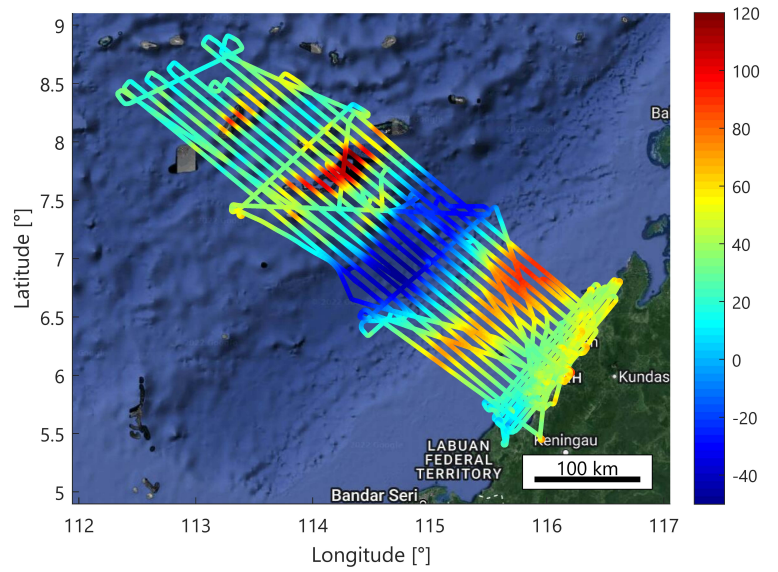 9
8.5
8
7.5
7
6.5
6
5.5
5
Latitude [°]
112
113
114
115
116
117
Longitude [°]
120
100
80
60
40
20
0
-20
-40
Ba
Kundas
Keningau
LABUAN
FEDERAL
TERRITORY
Bandar Seri
100 km